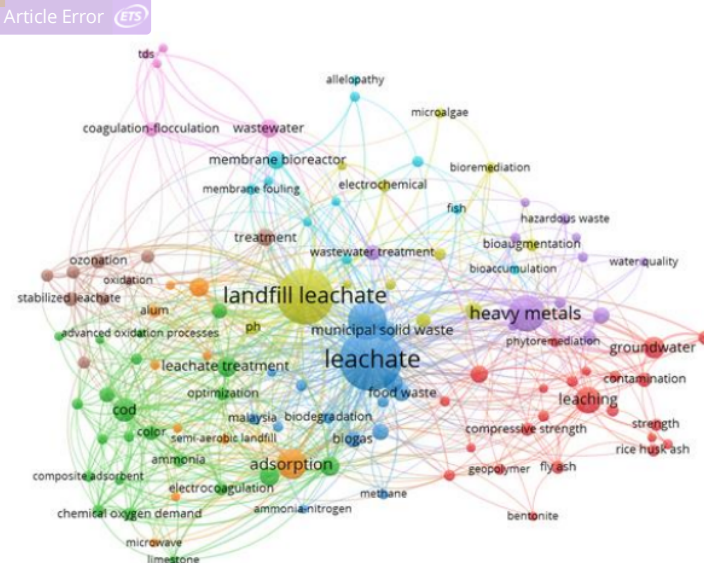 Article Error ETS
tds
allelopathy
microalgae
coagulation-flocculation
wastewater
membrane bioreactor
bioremediation
membrane fouling
electrochemical
fish
hazardous waste
treatment
wastewater treatment
bioaugmentation
ozonation
bioaccumulation
water quality
oxidation
stabilized leachate
landfill leachate
alum
heavy metals
ph
municipal solid waste
advanced oxidation processes
phytoremediation
groundwater
leachate treatment
leachate
contamination
optimization
food waste
leaching
cod
malaysia
biodegradation
strength
color
semi-aerobic landfill
biogas
compressive strength
rice husk ash
ammonia
adsorption
geopolymer
fly ash
composite adsorbent
electrocoagulation
methane
chemical oxygen demand
ammonia-nitrogen
bentonite
microwave
limestone